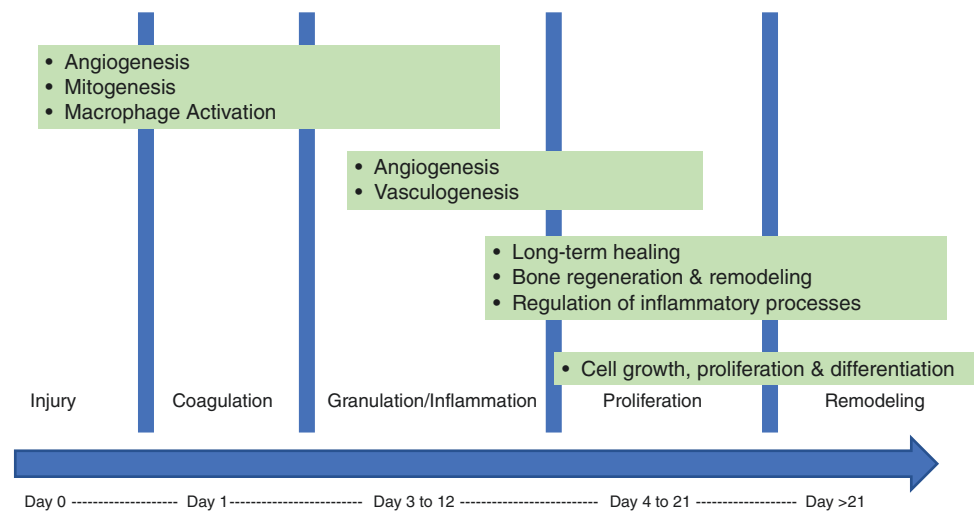 • Angiogenesis
• Mitogenesis
• Macrophage Activation
• Angiogenesis
• Vasculogenesis
• Long-term healing
• Bone regeneration & remodeling
• Regulation of inflammatory processes
• Cell growth, proliferation & differentiation
Injury Coagulation Granulation/Inflammation Proliferation Remodeling
Day 0 ------------------- Day 1----------------------- Day 3 to 12 ------------------------ Day 4 to 21 ------------------ Day >21